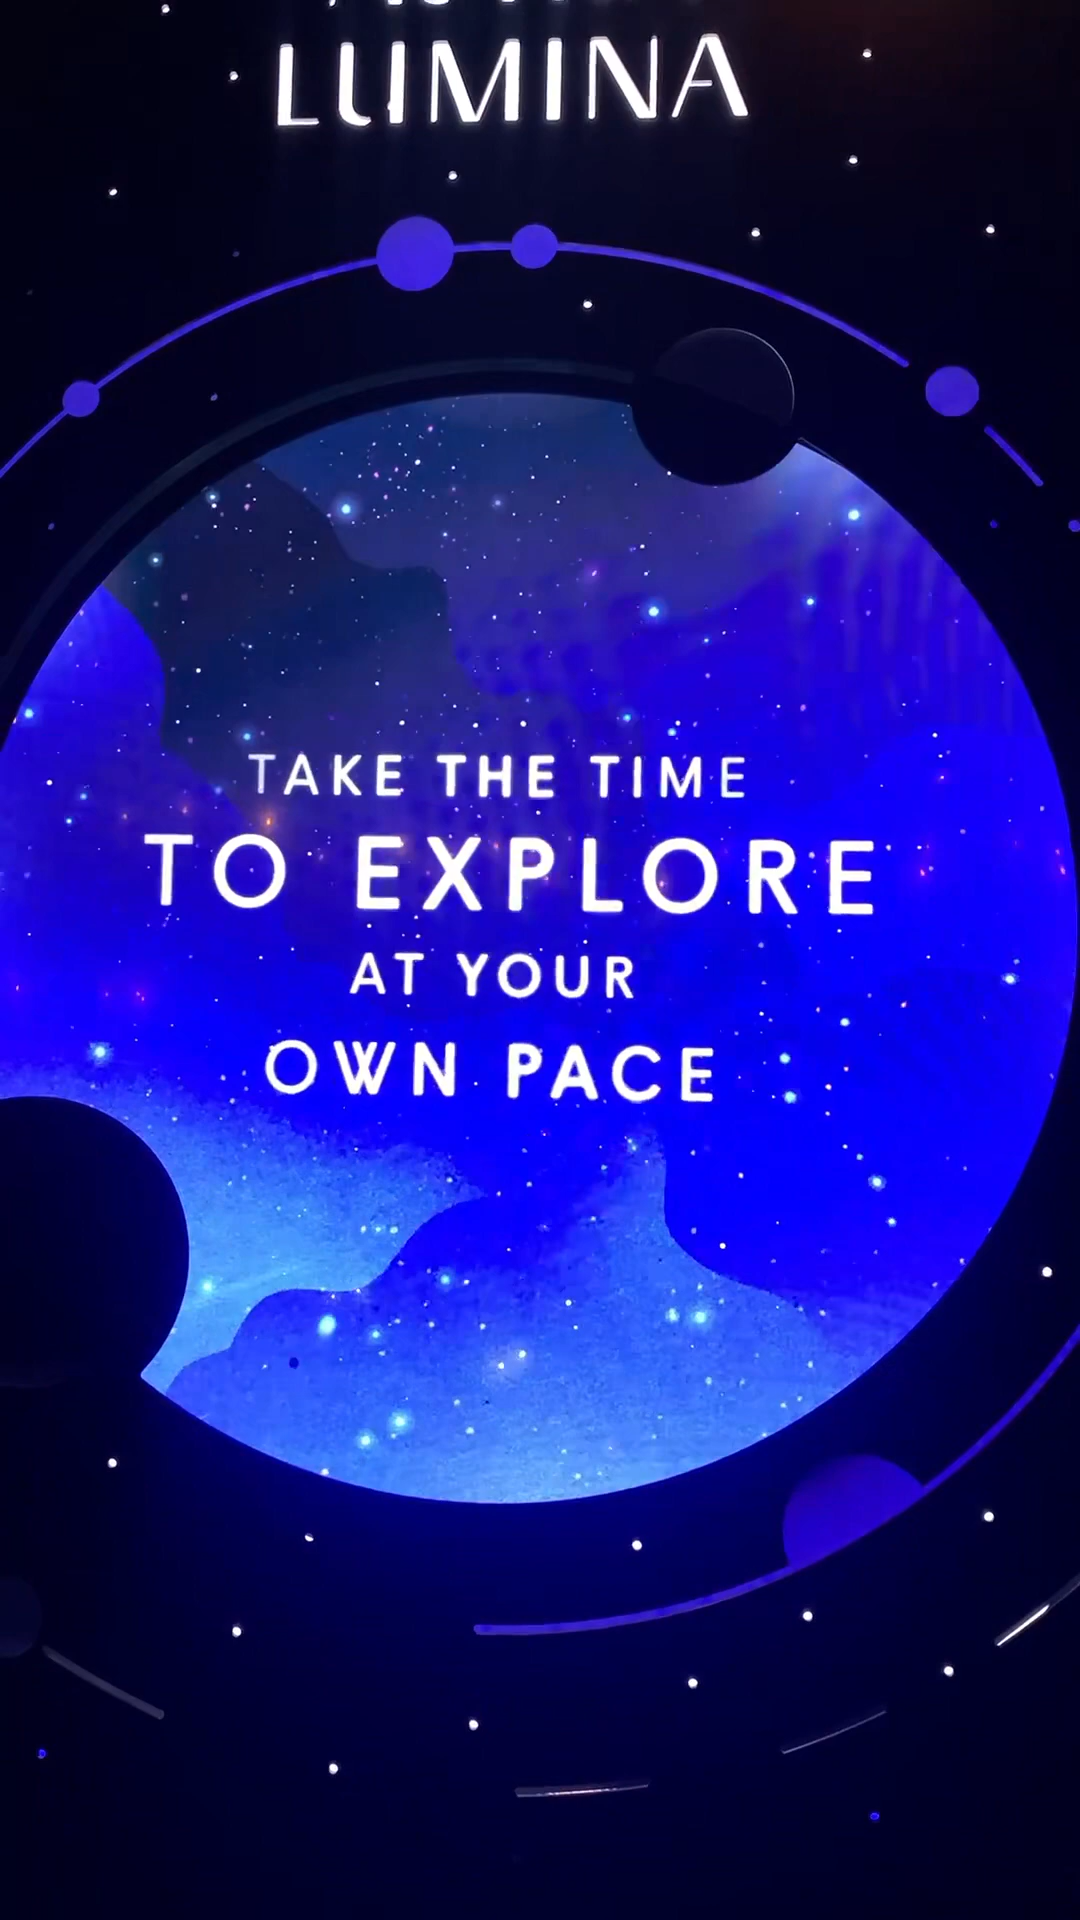 LUMINA
TAKE THE TIME
TO EXPLORE
AT YOUR
OWN PACE